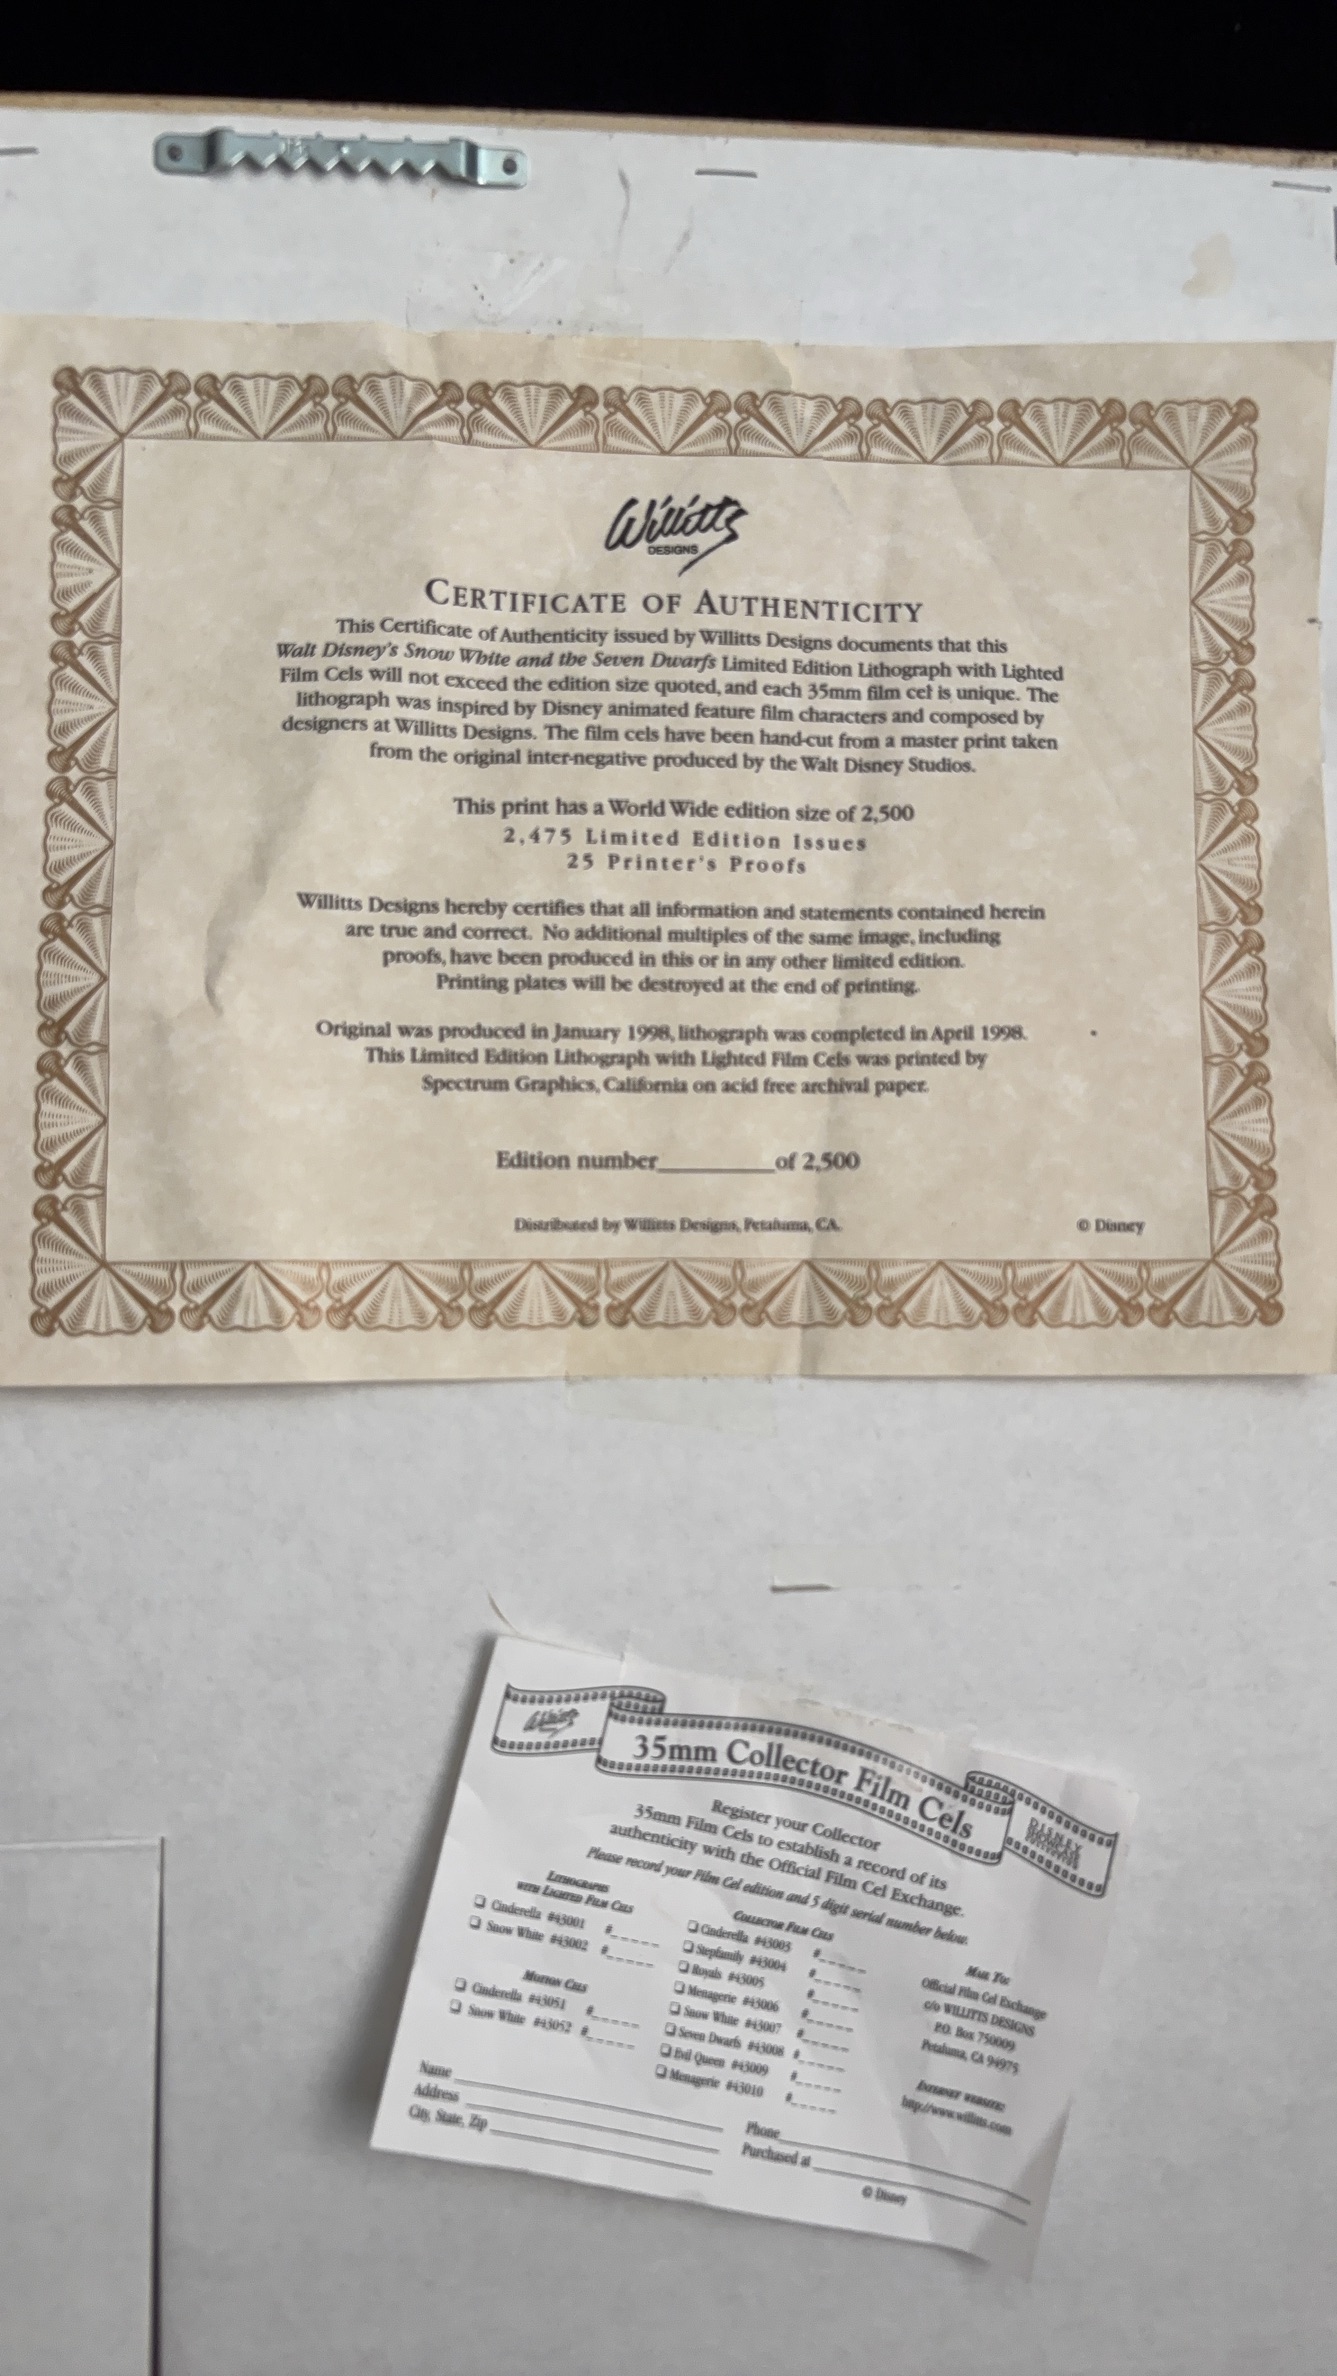 Willitts
DESIGNS
CERTIFICATE OF AUTHENTICITY
This Certificate of Authenticity issued by Willitts Designs documents that this
Walt Disney's Snow White and the Seven Dwarfs Limited Edition Lithograph with Lighted
Film Cels will not exceed the edition size quoted, and each 35mm film cel is unique. The
lithograph was inspired by Disney animated feature film characters and composed by
designers at Willitts Designs. The film cels have been hand-cut from a master print taken
from the original inter-negative produced by the Walt Disney Studios.
This print has a World Wide edition size of 2,500
2,475 Limited Edition Issues
25 Printer's Proofs
Willitts Designs hereby certifies that all information and statements contained herein
are true and correct. No additional multiples of the same image, including
proofs, have been produced in this or in any other limited edition.
Printing plates will be destroyed at the end of printing.
Original was produced in January 1998, lithograph was completed in April 1998.
This Limited Edition Lithograph with Lighted Film Cels was printed by
Spectrum Graphics, California on acid free archival paper.
Edition number_________of 2,500
Distributed by Willitts Designs, Petaluma, CA.
© Disney
Willitts
35mm Collector Film Cels
DISNEY
Register your Collector
35mm Film Cels to establish a record of its
authenticity with the Official Film Cel Exchange.
Please record your Film Cel edition and 5 digit serial number below.
LITHOGRAPHS
WITH LIGHTED FILM CELS
❏ Cinderella #43001 #_____
❏ Snow White #43002 #_____
MOTION CELS
❏ Cinderella #43051 #_____
❏ Snow White #43052 #_____
COLLECTOR FILM CELS
❏ Cinderella #43003 #_____
❏ Stepfamily #43004 #_____
❏ Royals #43005 #_____
❏ Menagerie #43006 #_____
❏ Snow White #43007 #_____
❏ Seven Dwarfs #43008 #_____
❏ Evil Queen #43009 #_____
❏ Menagerie #43010 #_____
MAIL TO:
Official Film Cel Exchange
c/o WILLITTS DESIGNS
P.O. Box 750009
Petaluma, CA 94975
INTERNET WEBSITE:
http://www.willitts.com
Name
Address
City, State, Zip
Phone
Purchased at
© Disney